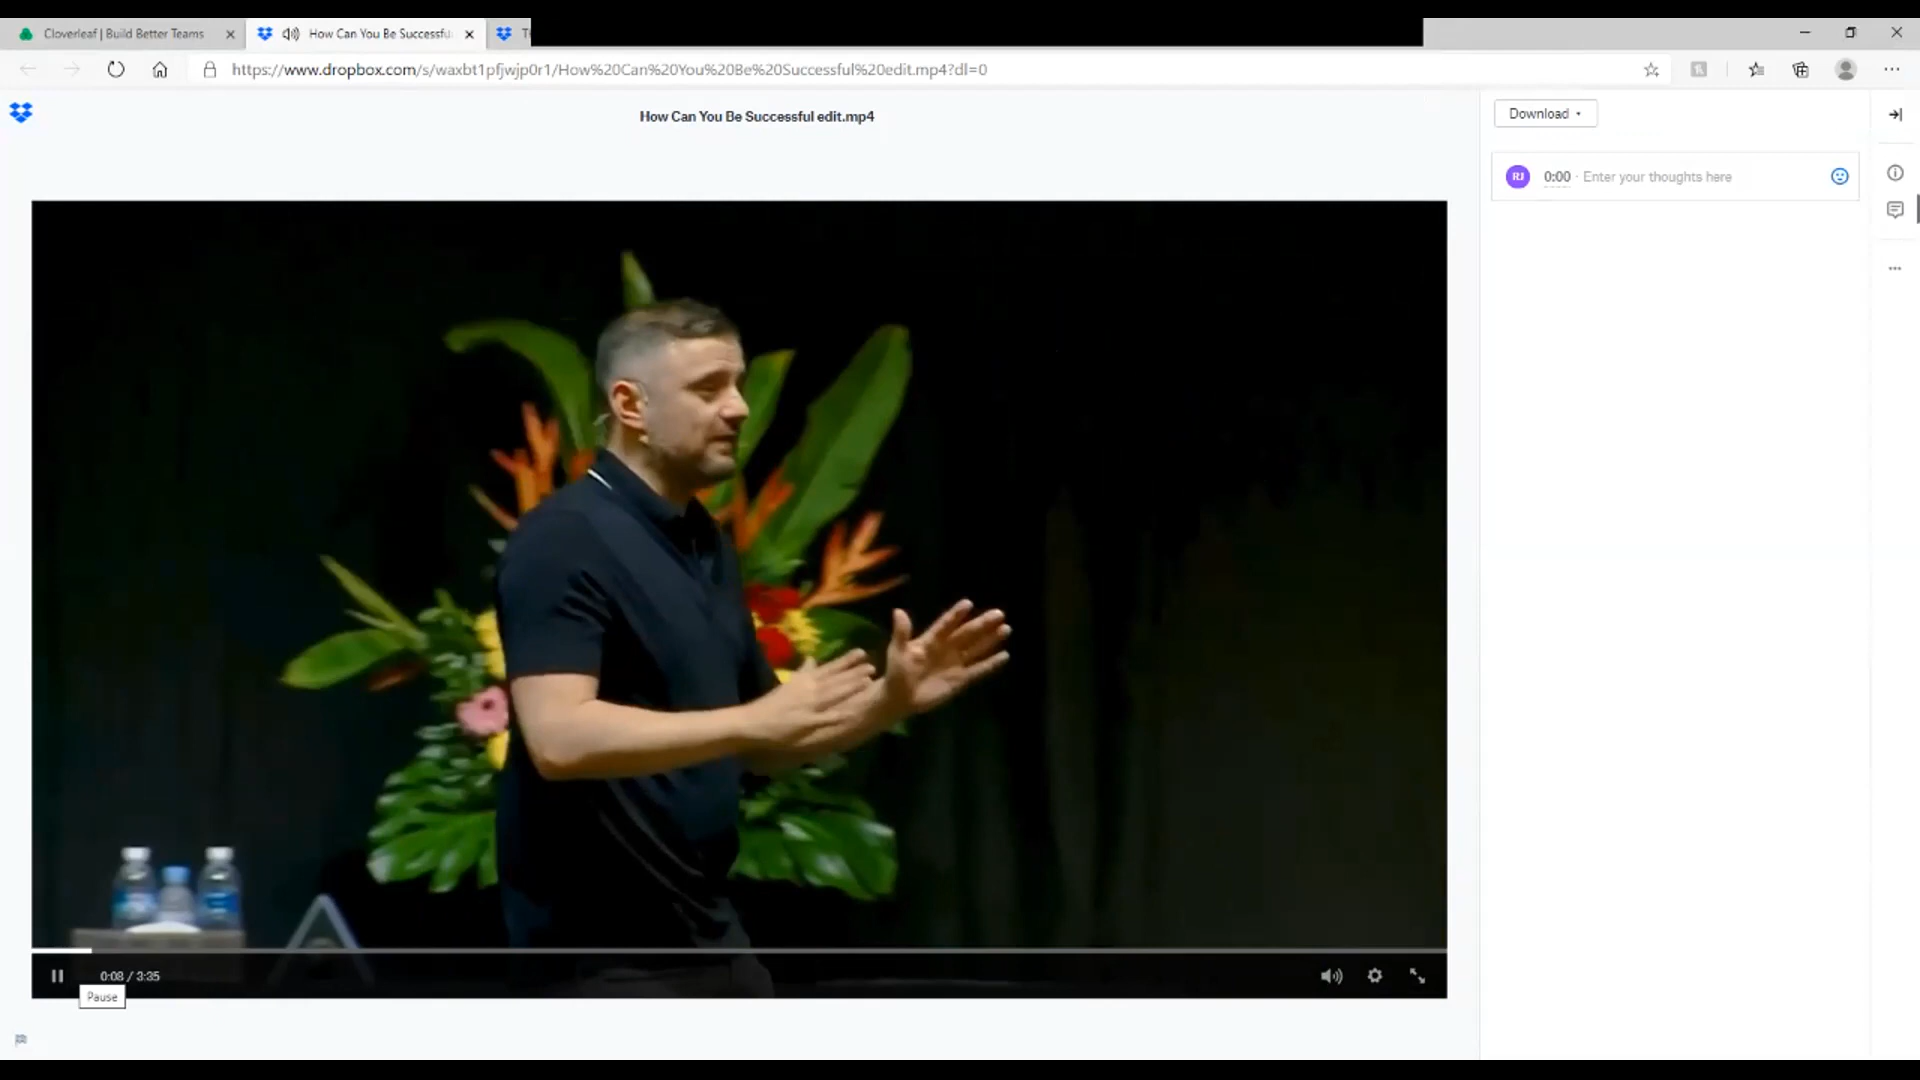 Cloverleaf | Build Better Teams
How Can You Be Successfu
https://www.dropbox.com/s/waxbt1pfjwjp0r1/How%20Can%20You%20Be%20Successful%20edit.mp4?dl=0
How Can You Be Successful edit.mp4
Download
RJ 0:00 · Enter your thoughts here
0:08 / 3:35
Pause